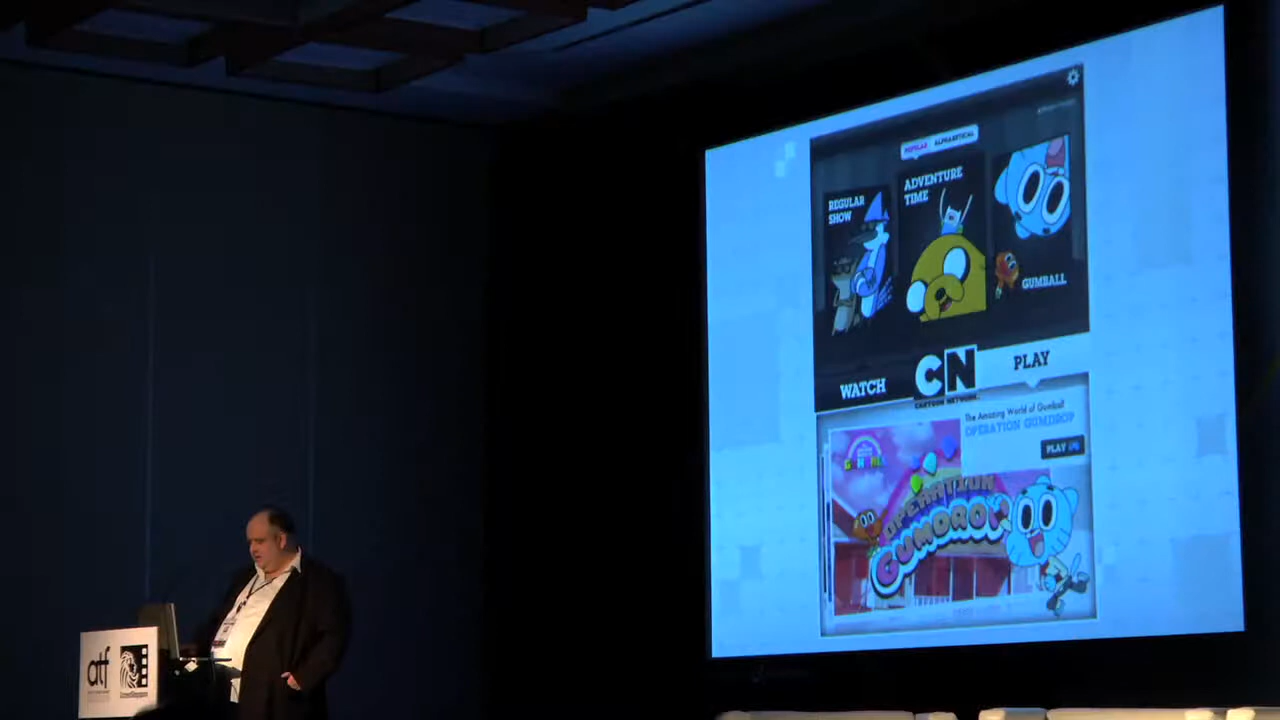 POPULAR ALPHABETICAL
REGULAR
SHOW
ADVENTURE
TIME
GUMBALL
WATCH
CN
PLAY
CARTOON NETWORK
The Amazing World of Gumball
OPERATION GUMDROP
PLAY
GUMBALL
OPERATION
GUMDROP
atf